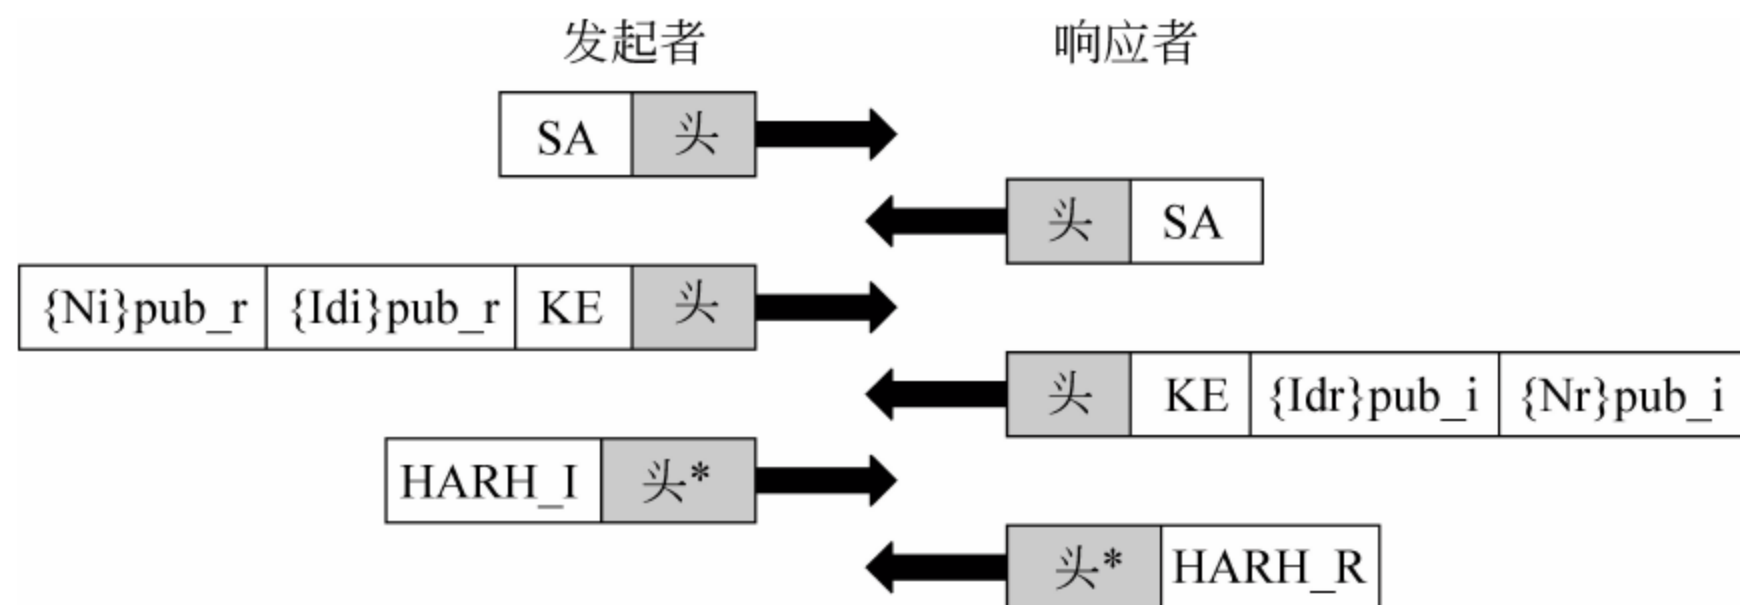 发起者 响应者
SA 头
头 SA
{Ni}pub_r {Idi}pub_r KE 头
头 KE {Idr}pub_i {Nr}pub_i
HARH_I 头*
头* HARH_R